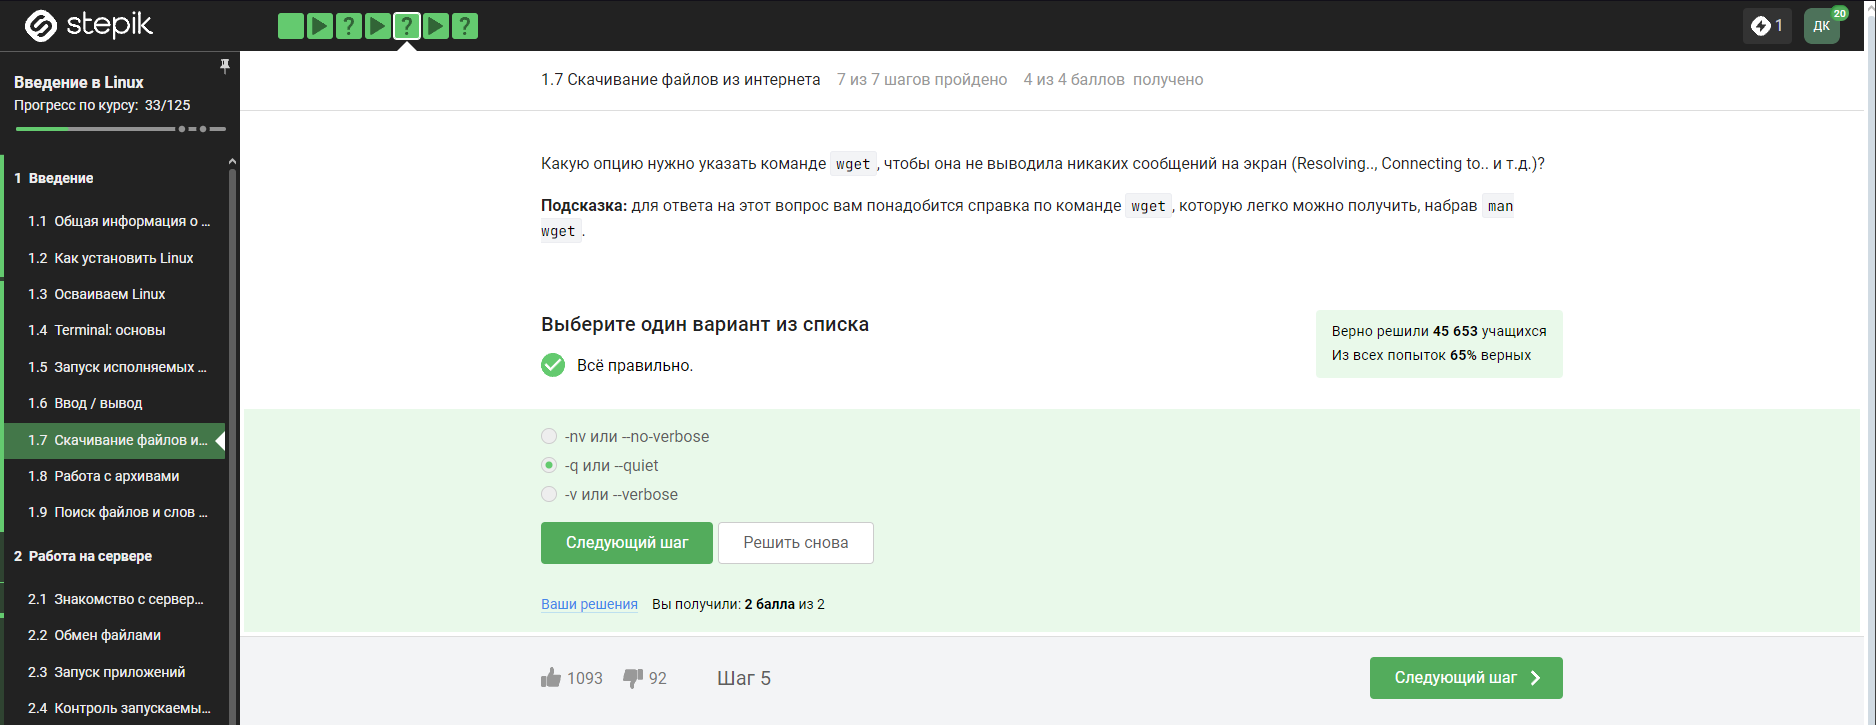 stepik
? ? ?
1
ДК
20
Введение в Linux
Прогресс по курсу: 33/125
1 Введение
1.1 Общая информация о ...
1.2 Как установить Linux
1.3 Осваиваем Linux
1.4 Terminal: основы
1.5 Запуск исполняемых ...
1.6 Ввод / вывод
1.7 Скачивание файлов и...
1.8 Работа с архивами
1.9 Поиск файлов и слов ...
2 Работа на сервере
2.1 Знакомство с сервер...
2.2 Обмен файлами
2.3 Запуск приложений
2.4 Контроль запускаемы...
1.7 Скачивание файлов из интернета 7 из 7 шагов пройдено 4 из 4 баллов получено
Какую опцию нужно указать команде wget, чтобы она не выводила никаких сообщений на экран (Resolving.., Connecting to.. и т.д.)?
Подсказка: для ответа на этот вопрос вам понадобится справка по команде wget, которую легко можно получить, набрав man
wget.
Выберите один вариант из списка
Всё правильно.
Верно решили 45 653 учащихся
Из всех попыток 65% верных
-nv или --no-verbose
-q или --quiet
-v или --verbose
Следующий шаг Решить снова
Ваши решения Вы получили: 2 балла из 2
1093 92 Шаг 5 Следующий шаг